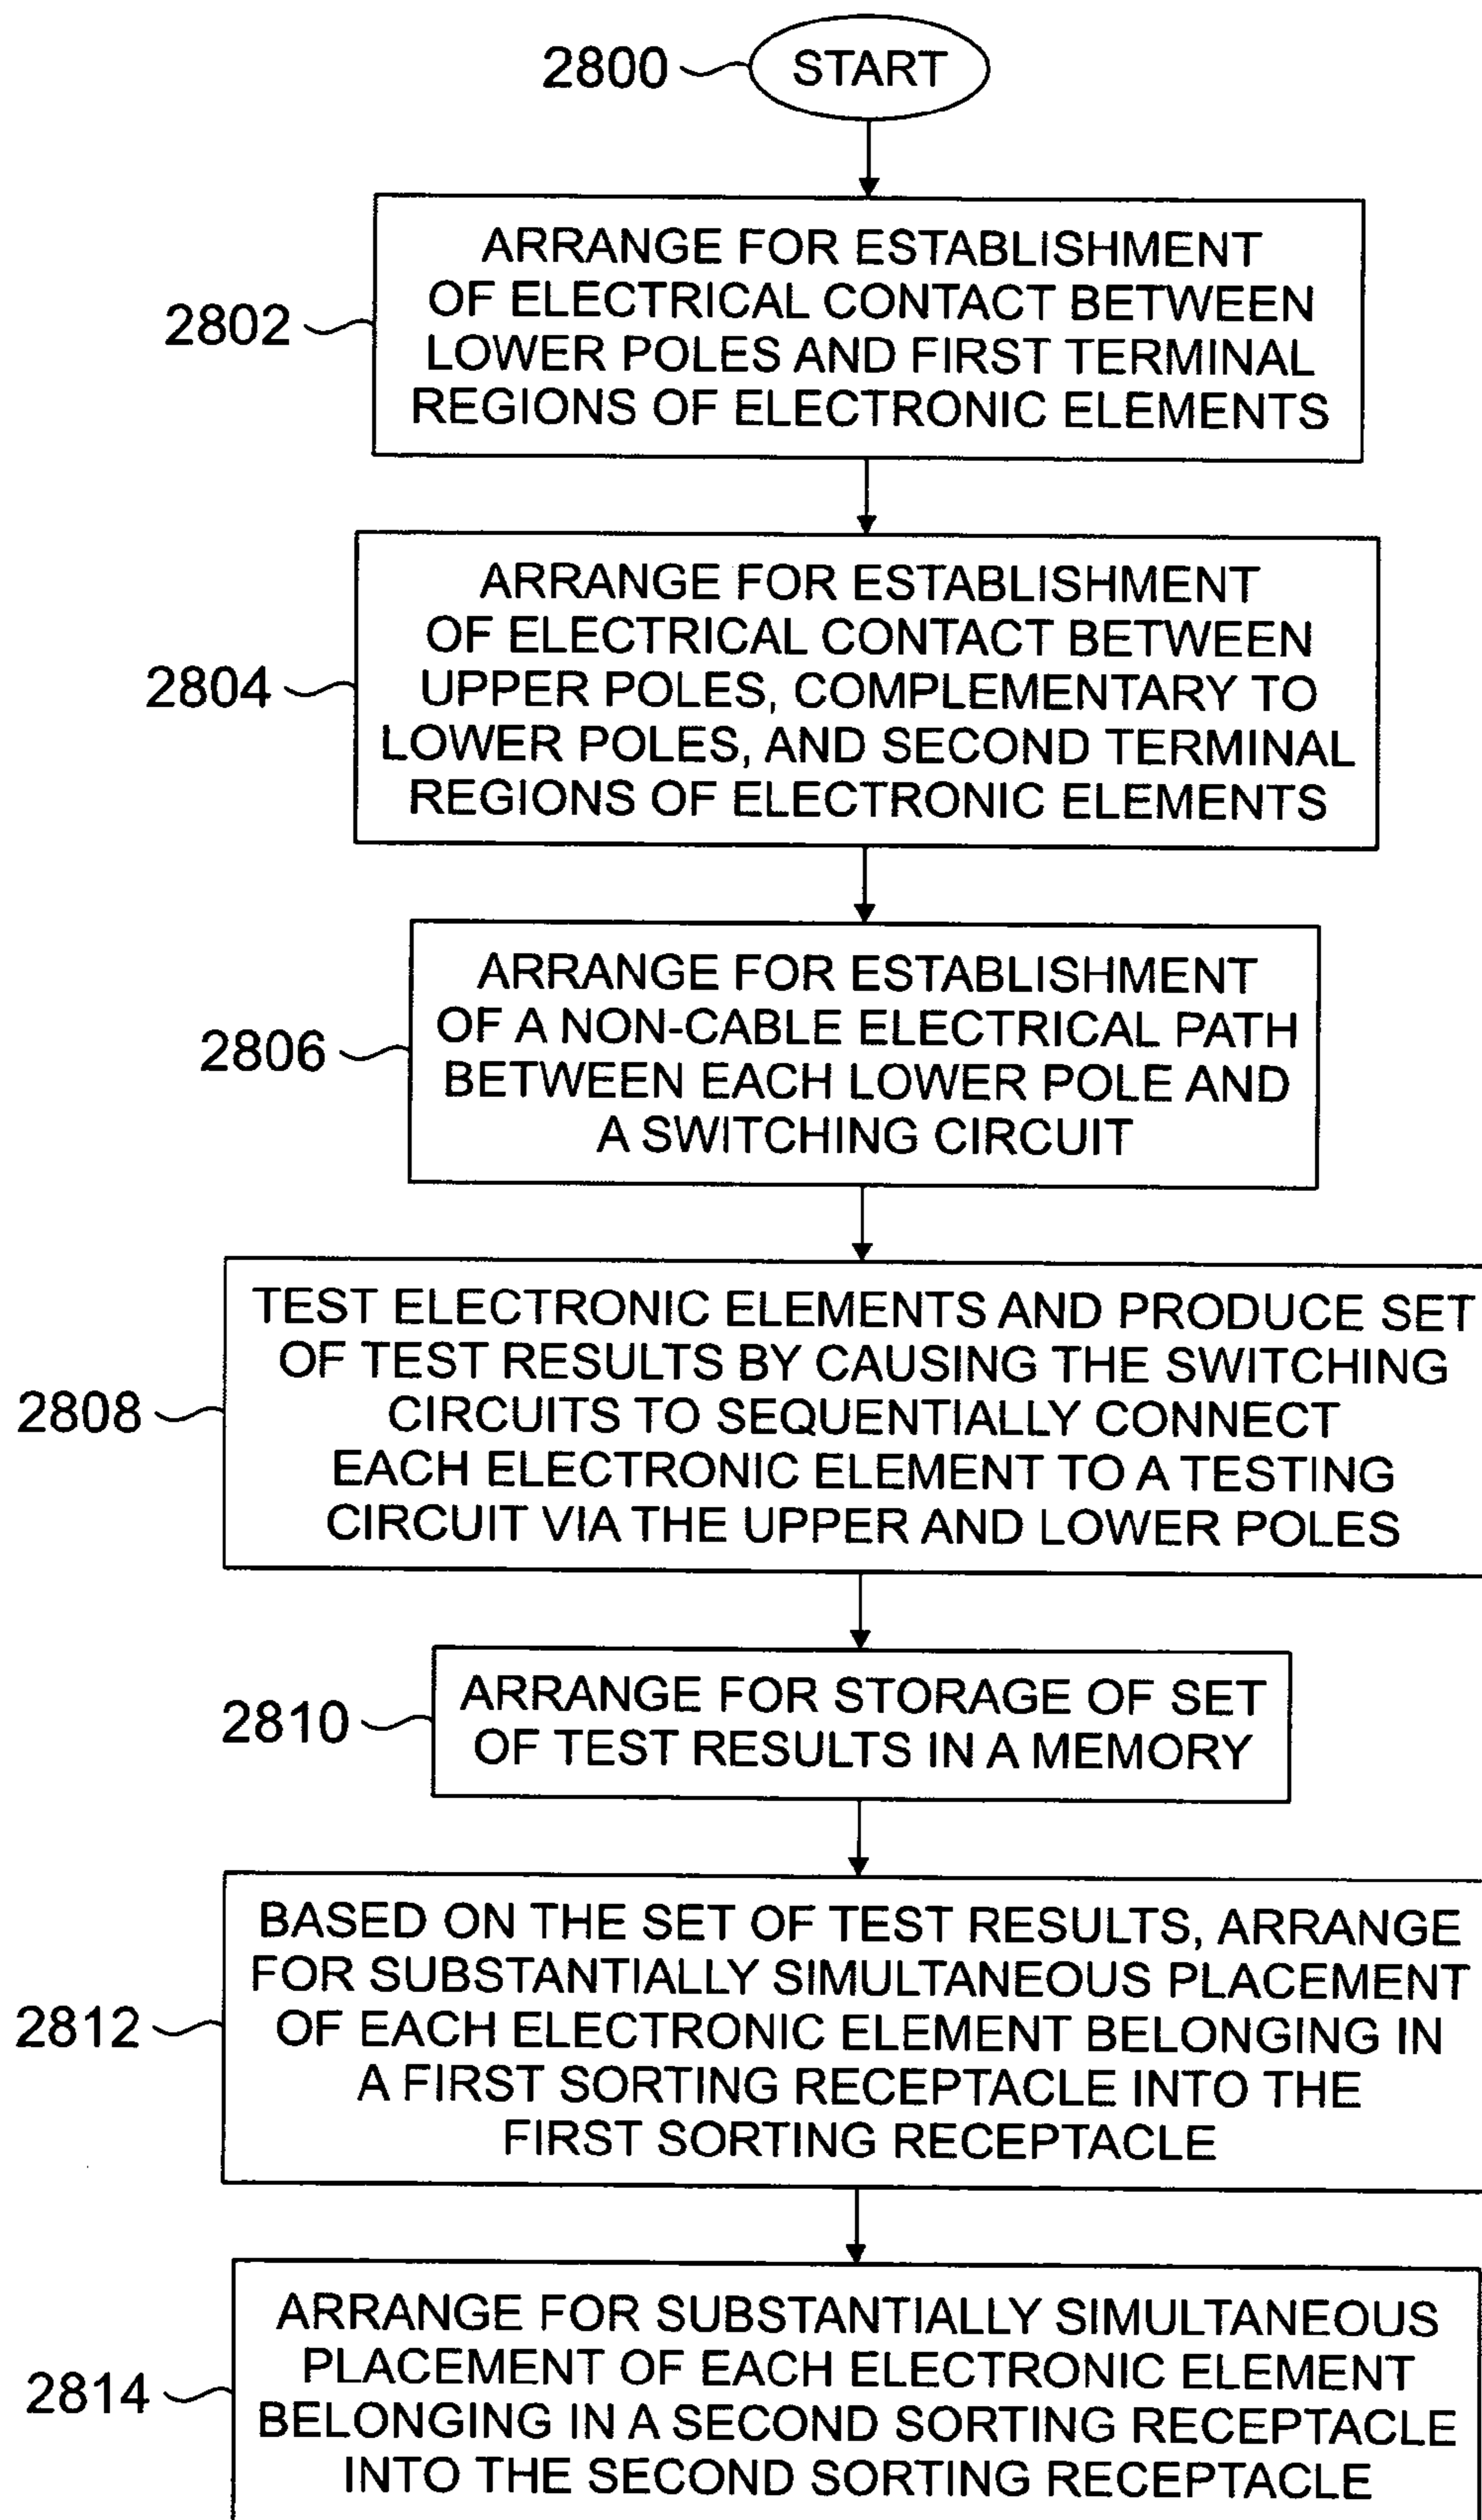 2800 START
ARRANGE FOR ESTABLISHMENT
OF ELECTRICAL CONTACT BETWEEN
2802
LOWER POLES AND FIRST TERMINAL
REGIONS OF ELECTRONIC ELEMENTS
ARRANGE FOR ESTABLISHMENT
OF ELECTRICAL CONTACT BETWEEN
2804
UPPER POLES, COMPLEMENTARY TO
LOWER POLES, AND SECOND TERMINAL
REGIONS OF ELECTRONIC ELEMENTS
ARRANGE FOR ESTABLISHMENT
OF A NON-CABLE ELECTRICAL PATH
2806
BETWEEN EACH LOWER POLE AND
A SWITCHING CIRCUIT
TEST ELECTRONIC ELEMENTS AND PRODUCE SET
OF TEST RESULTS BY CAUSING THE SWITCHING
2808
CIRCUITS TO SEQUENTIALLY CONNECT
EACH ELECTRONIC ELEMENT TO A TESTING
CIRCUIT VIA THE UPPER AND LOWER POLES
2810
ARRANGE FOR STORAGE OF SET
OF TEST RESULTS IN A MEMORY
BASED ON THE SET OF TEST RESULTS, ARRANGE
FOR SUBSTANTIALLY SIMULTANEOUS PLACEMENT
2812
OF EACH ELECTRONIC ELEMENT BELONGING IN
A FIRST SORTING RECEPTACLE INTO THE
FIRST SORTING RECEPTACLE
ARRANGE FOR SUBSTANTIALLY SIMULTANEOUS
PLACEMENT OF EACH ELECTRONIC ELEMENT
2814
BELONGING IN A SECOND SORTING RECEPTACLE
INTO THE SECOND SORTING RECEPTACLE